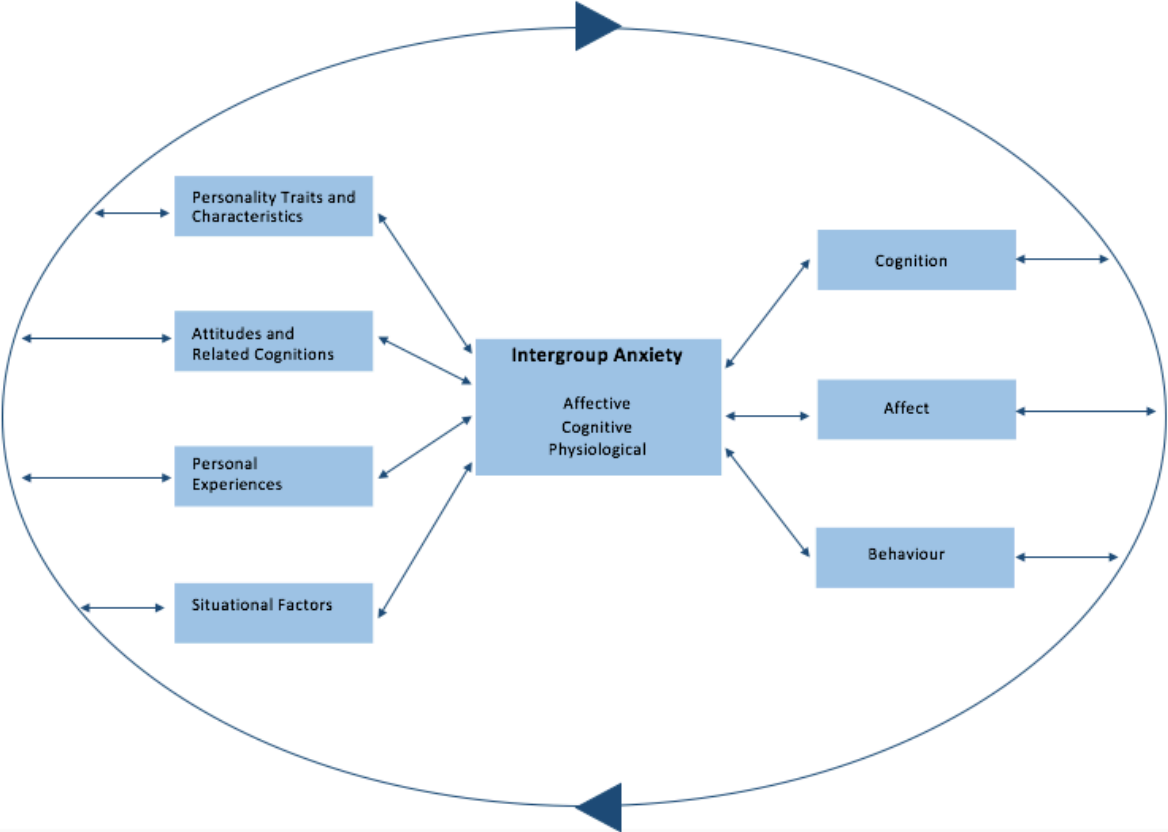 Personality Traits and
Characteristics
Attitudes and
Related Cognitions
Personal
Experiences
Situational Factors
Intergroup Anxiety
Affective
Cognitive
Physiological
Cognition
Affect
Behaviour